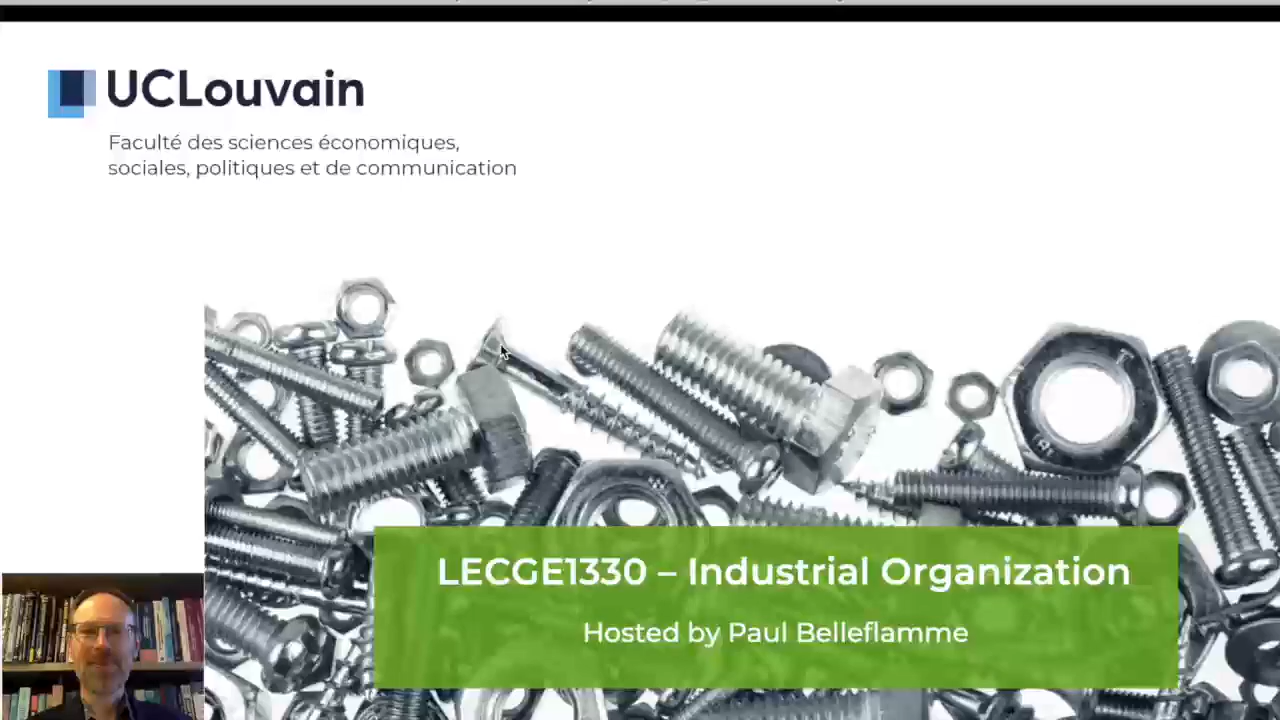 UCLouvain
Faculté des sciences économiques,
sociales, politiques et de communication
LECGE1330 – Industrial Organization
Hosted by Paul Belleflamme